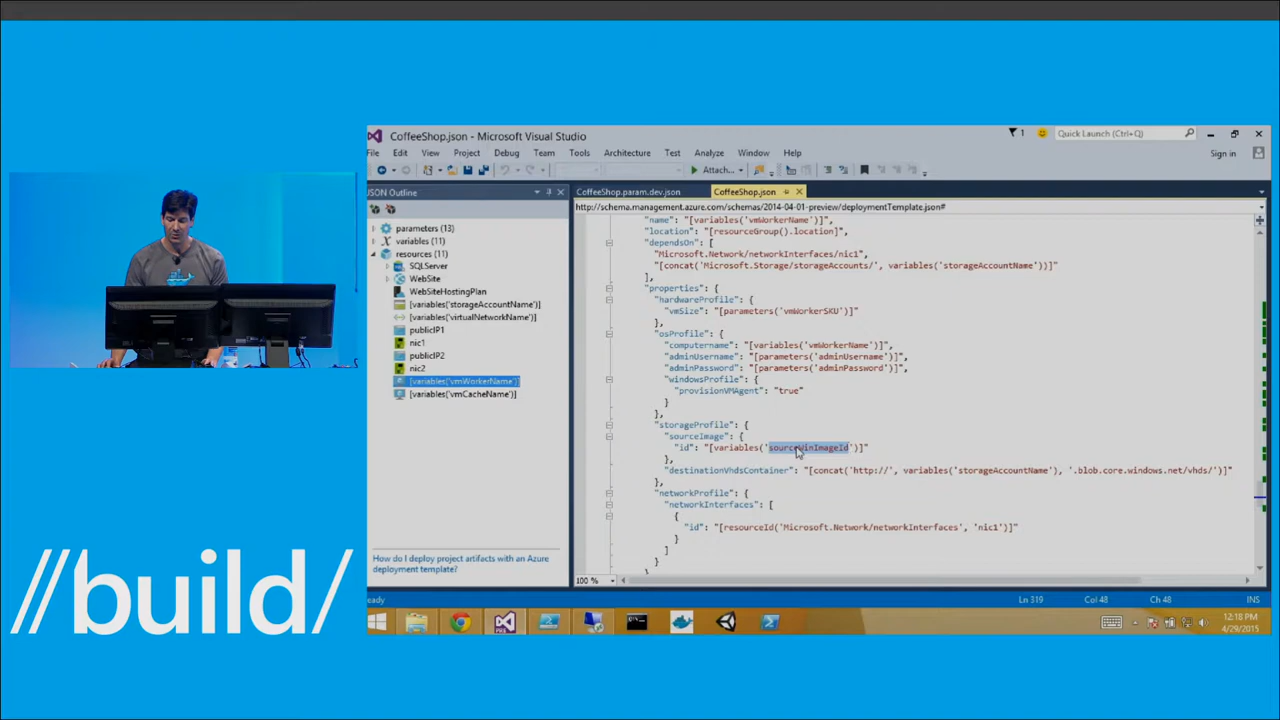 CoffeeShop.json - Microsoft Visual Studio
1
Quick Launch (Ctrl+Q)
File Edit View Project Debug Team Tools Architecture Test Analyze Window Help
Sign in
Attach...
JSON Outline
CoffeeShop.param.dev.json
CoffeeShop.json
http://schema.management.azure.com/schemas/2014-04-01-preview/deploymentTemplate.json#
parameters (13)
variables (11)
resources (11)
SQLServer
WebSite
WebSiteHostingPlan
[variables('storageAccountName')]
[variables('virtualNetworkName')]
publicIP1
nic1
publicIP2
nic2
[variables('vmWorkerName')]
[variables('vmCacheName')]
How do I deploy project artifacts with an Azure
deployment template?
"name": "[variables('vmWorkerName')]",
"location": "[resourceGroup().location]",
"dependsOn": [
"Microsoft.Network/networkInterfaces/nic1",
"[concat('Microsoft.Storage/storageAccounts/', variables('storageAccountName'))]"
],
"properties": {
"hardwareProfile": {
"vmSize": "[parameters('vmWorkerSKU')]"
},
"osProfile": {
"computername": "[variables('vmWorkerName')]",
"adminUsername": "[parameters('adminUsername')]",
"adminPassword": "[parameters('adminPassword')]",
"windowsProfile": {
"provisionVMAgent": "true"
}
},
"storageProfile": {
"sourceImage": {
"id": "[variables('sourceWinImageId')]"
},
"destinationVhdsContainer": "[concat('http://', variables('storageAccountName'), '.blob.core.windows.net/vhds/')]"
},
"networkProfile": {
"networkInterfaces": [
{
"id": "[resourceId('Microsoft.Network/networkInterfaces', 'nic1')]"
}
]
}
100 %
eady
Ln 319
Col 48
Ch 48
INS
12:18 PM
4/29/2015
//build/